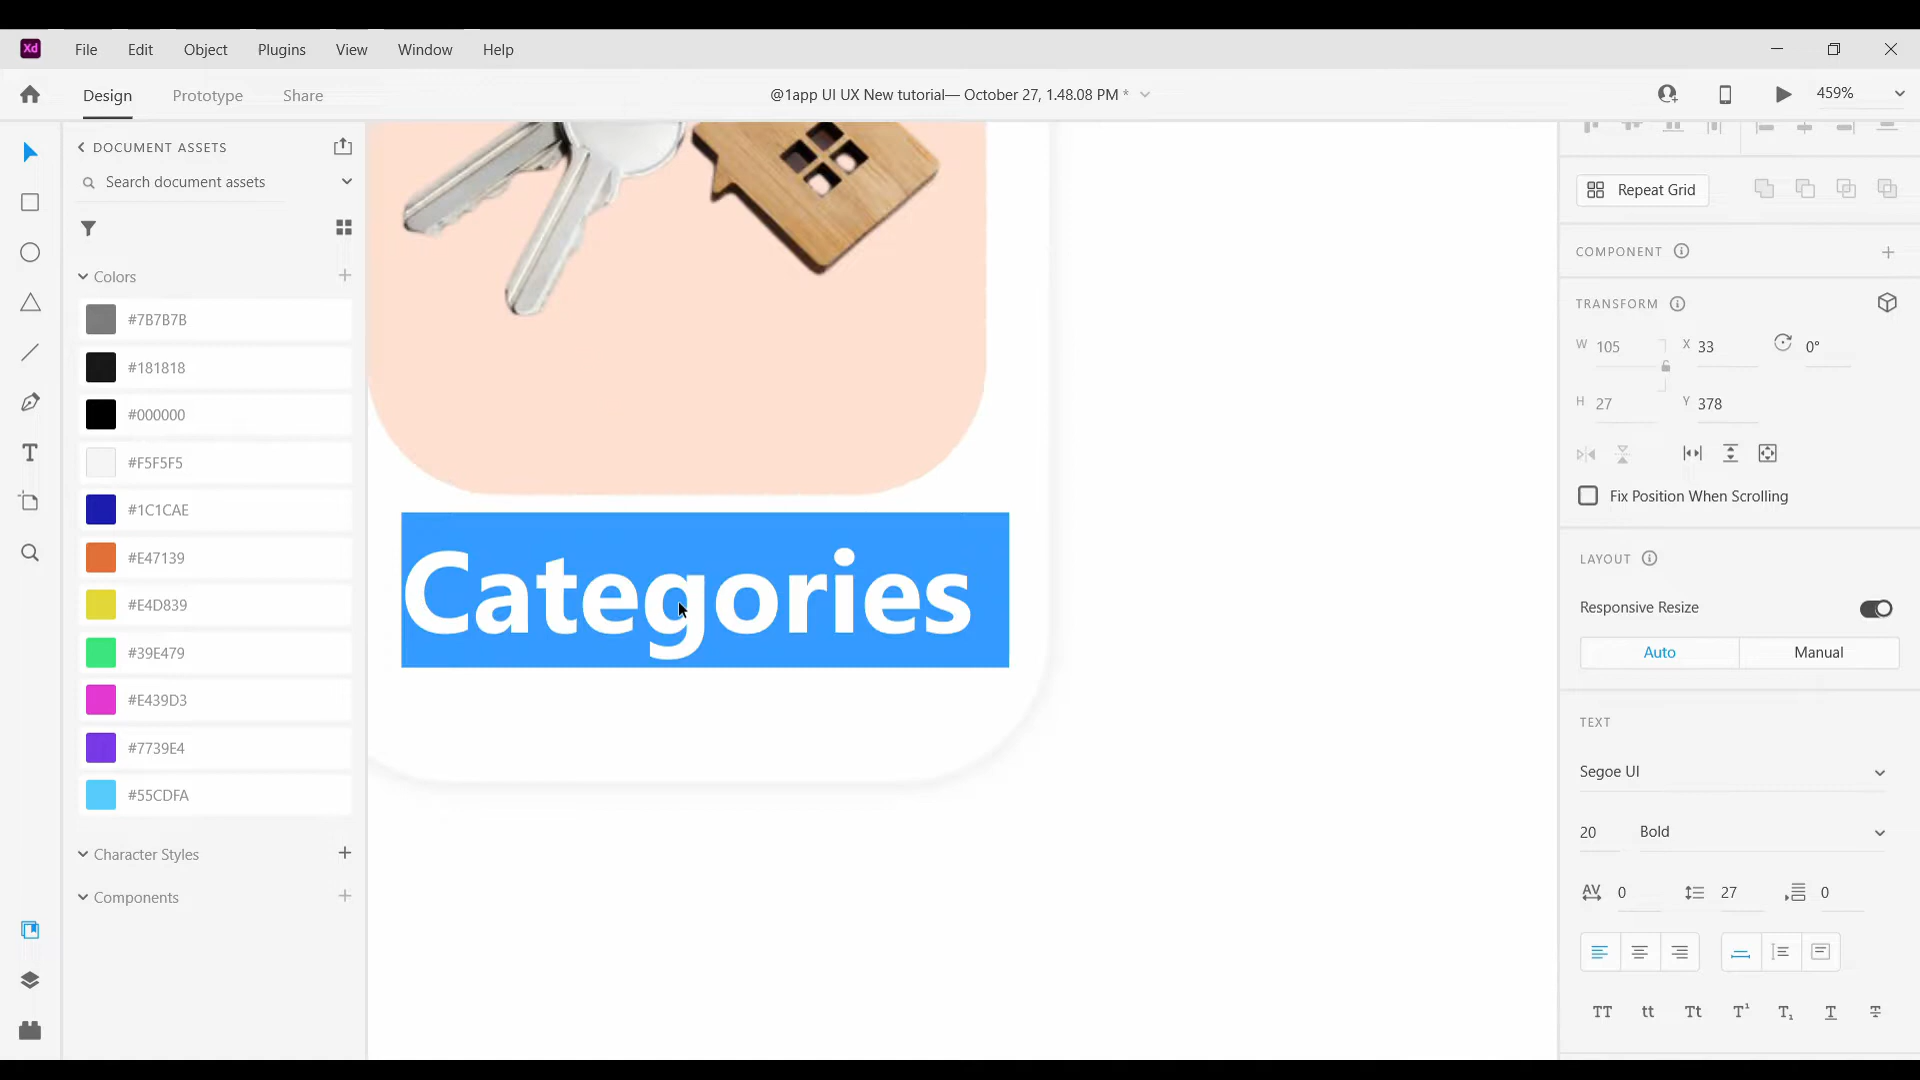 Xd File Edit Object Plugins View Window Help
Design Prototype Share @1app UI UX New tutorial— October 27, 1.48.08 PM * 459%
DOCUMENT ASSETS
Search document assets
Colors
#7B7B7B
#181818
#000000
#F5F5F5
#1C1CAE
#E47139
#E4D839
#39E479
#E439D3
#7739E4
#55CDFA
Character Styles
Components
Categories
Repeat Grid
COMPONENT
TRANSFORM
W 105 X 33 0°
H 27 Y 378
Fix Position When Scrolling
LAYOUT
Responsive Resize
Auto Manual
TEXT
Segoe UI
20 Bold
AV 0 27 0
TT tt Tt T¹ T₁ T T